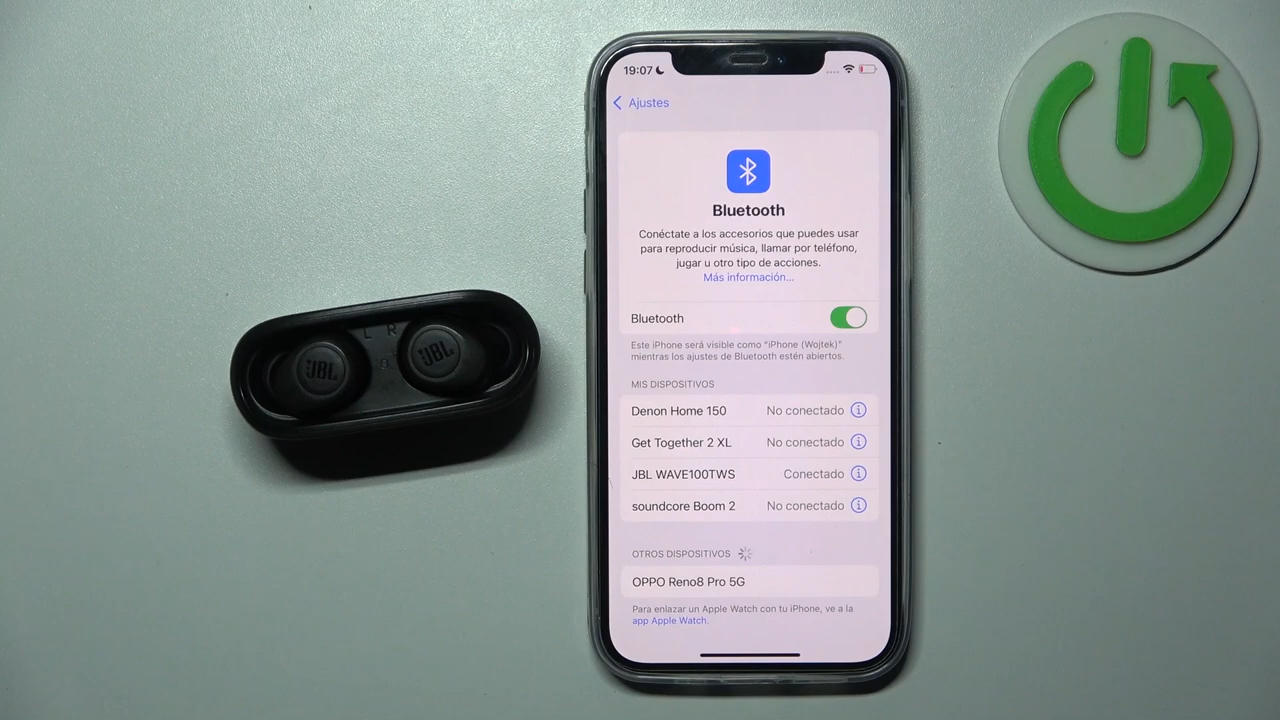 19:07
Ajustes
Bluetooth
Conéctate a los accesorios que puedes usar
para reproducir música, llamar por teléfono,
jugar u otro tipo de acciones.
Más información...
Bluetooth
Este iPhone será visible como “iPhone (Wojtek)”
mientras los ajustes de Bluetooth estén abiertos.
MIS DISPOSITIVOS
Denon Home 150 No conectado
Get Together 2 XL No conectado
JBL WAVE100TWS Conectado
soundcore Boom 2 No conectado
OTROS DISPOSITIVOS
OPPO Reno8 Pro 5G
Para enlazar un Apple Watch con tu iPhone, ve a la
app Apple Watch.
L R
JBL JBL